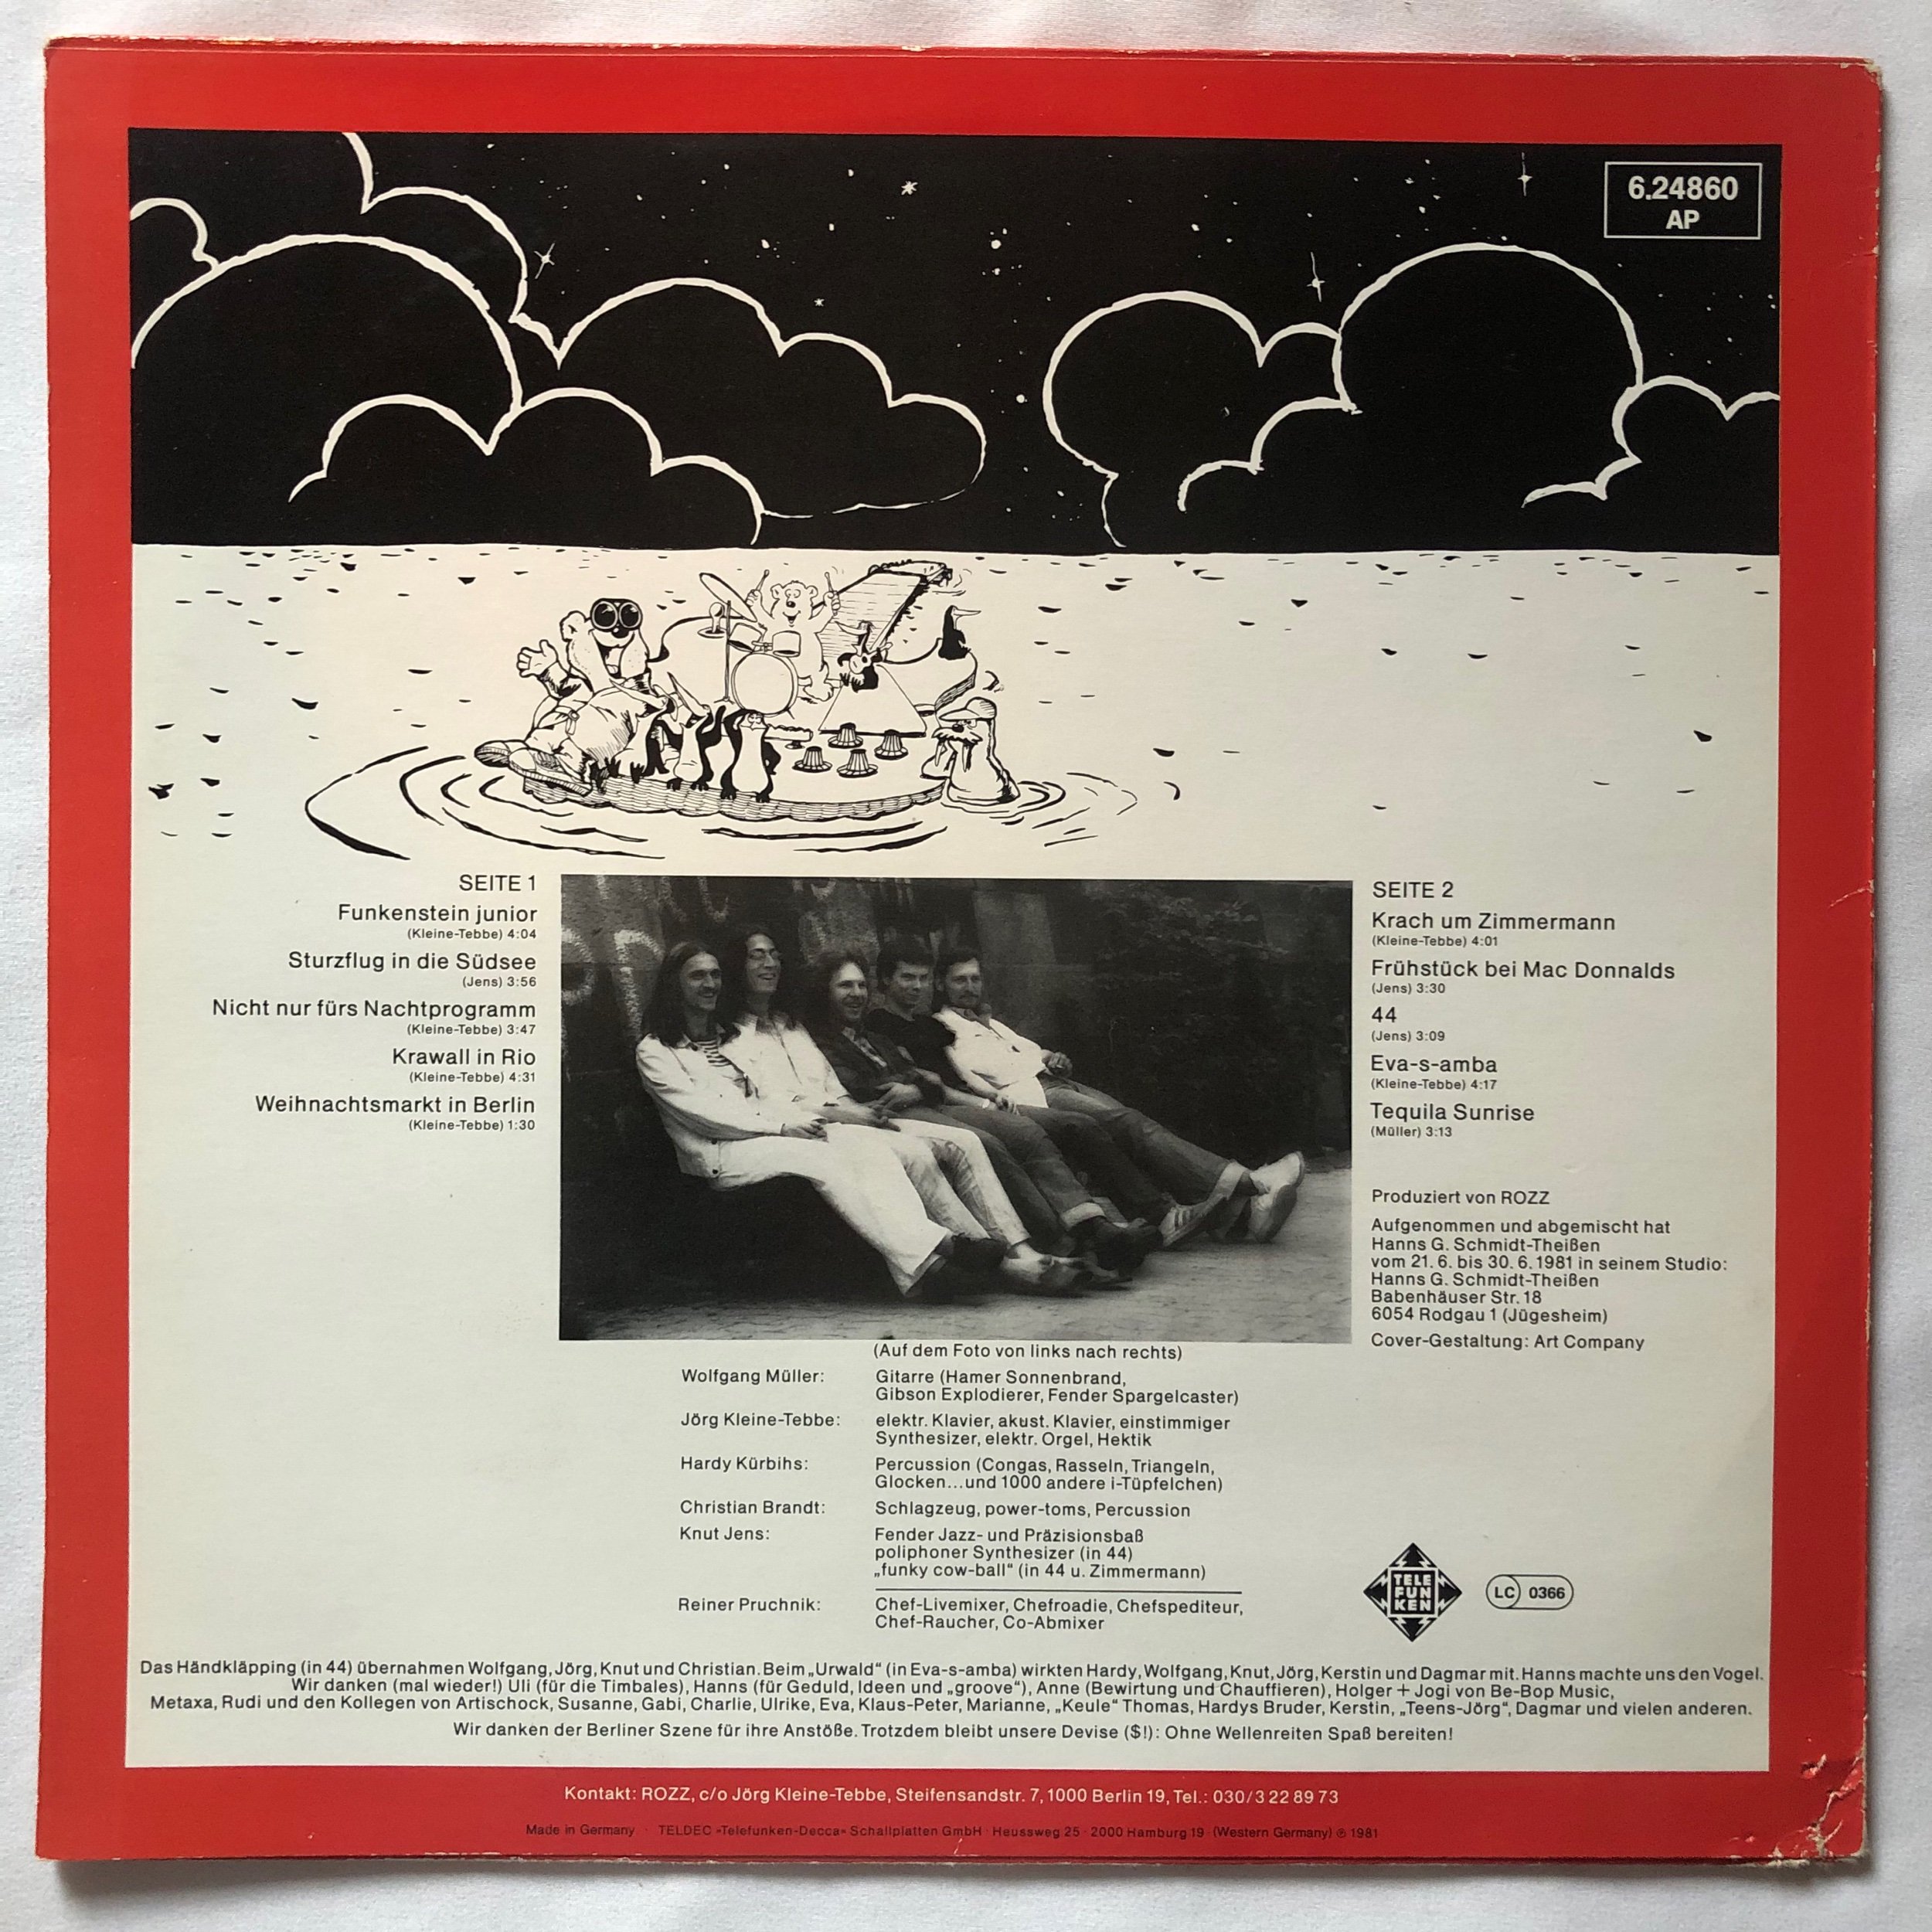 6.24860
AP
SEITE 1
Funkenstein junior
(Kleine-Tebbe) 4:04
Sturzflug in die Südsee
(Jens) 3:56
Nicht nur fürs Nachtprogramm
(Kleine-Tebbe) 3:47
Krawall in Rio
(Kleine-Tebbe) 4:31
Weihnachtsmarkt in Berlin
(Kleine-Tebbe) 1:30
SEITE 2
Krach um Zimmermann
(Kleine-Tebbe) 4:01
Frühstück bei Mac Donnalds
(Jens) 3:30
44
(Jens) 3:09
Eva-s-amba
(Kleine-Tebbe) 4:17
Tequila Sunrise
(Müller) 3:13
Produziert von ROZZ
Aufgenommen und abgemischt hat
Hanns G. Schmidt-Theißen
vom 21. 6. bis 30. 6. 1981 in seinem Studio:
Hanns G. Schmidt-Theißen
Babenhäuser Str. 18
6054 Rodgau 1 (Jügesheim)
Cover-Gestaltung: Art Company
(Auf dem Foto von links nach rechts)
Wolfgang Müller: Gitarre (Hamer Sonnenbrand,
Gibson Explodierer, Fender Spargelcaster)
Jörg Kleine-Tebbe: elektr. Klavier, akust. Klavier, einstimmiger
Synthesizer, elektr. Orgel, Hektik
Hardy Kürbihs: Percussion (Congas, Rasseln, Triangeln,
Glocken...und 1000 andere i-Tüpfelchen)
Christian Brandt: Schlagzeug, power-toms, Percussion
Knut Jens: Fender Jazz- und Präzisionsbaß
poliphoner Synthesizer (in 44)
„funky cow-ball“ (in 44 u. Zimmermann)
Reiner Pruchnik: Chef-Livemixer, Chefroadie, Chefspediteur,
Chef-Raucher, Co-Abmixer
TELE
FUN
KEN
LC 0366
Das Händkläpping (in 44) übernahmen Wolfgang, Jörg, Knut und Christian. Beim „Urwald“ (in Eva-s-amba) wirkten Hardy, Wolfgang, Knut, Jörg, Kerstin und Dagmar mit. Hanns machte uns den Vogel.
Wir danken (mal wieder!) Uli (für die Timbales), Hanns (für Geduld, Ideen und „groove“), Anne (Bewirtung und Chauffieren), Holger + Jogi von Be-Bop Music,
Metaxa, Rudi und den Kollegen von Artischock, Susanne, Gabi, Charlie, Ulrike, Eva, Klaus-Peter, Marianne, „Keule“ Thomas, Hardys Bruder, Kerstin, „Teens-Jörg“, Dagmar und vielen anderen.
Wir danken der Berliner Szene für ihre Anstöße. Trotzdem bleibt unsere Devise ($!): Ohne Wellenreiten Spaß bereiten!
Kontakt: ROZZ, c/o Jörg Kleine-Tebbe, Steifensandstr. 7, 1000 Berlin 19, Tel.: 030/3 22 89 73
Made in Germany · TELDEC »Telefunken-Decca« Schallplatten GmbH · Heussweg 25 · 2000 Hamburg 19 · (Western Germany) ℗ 1981